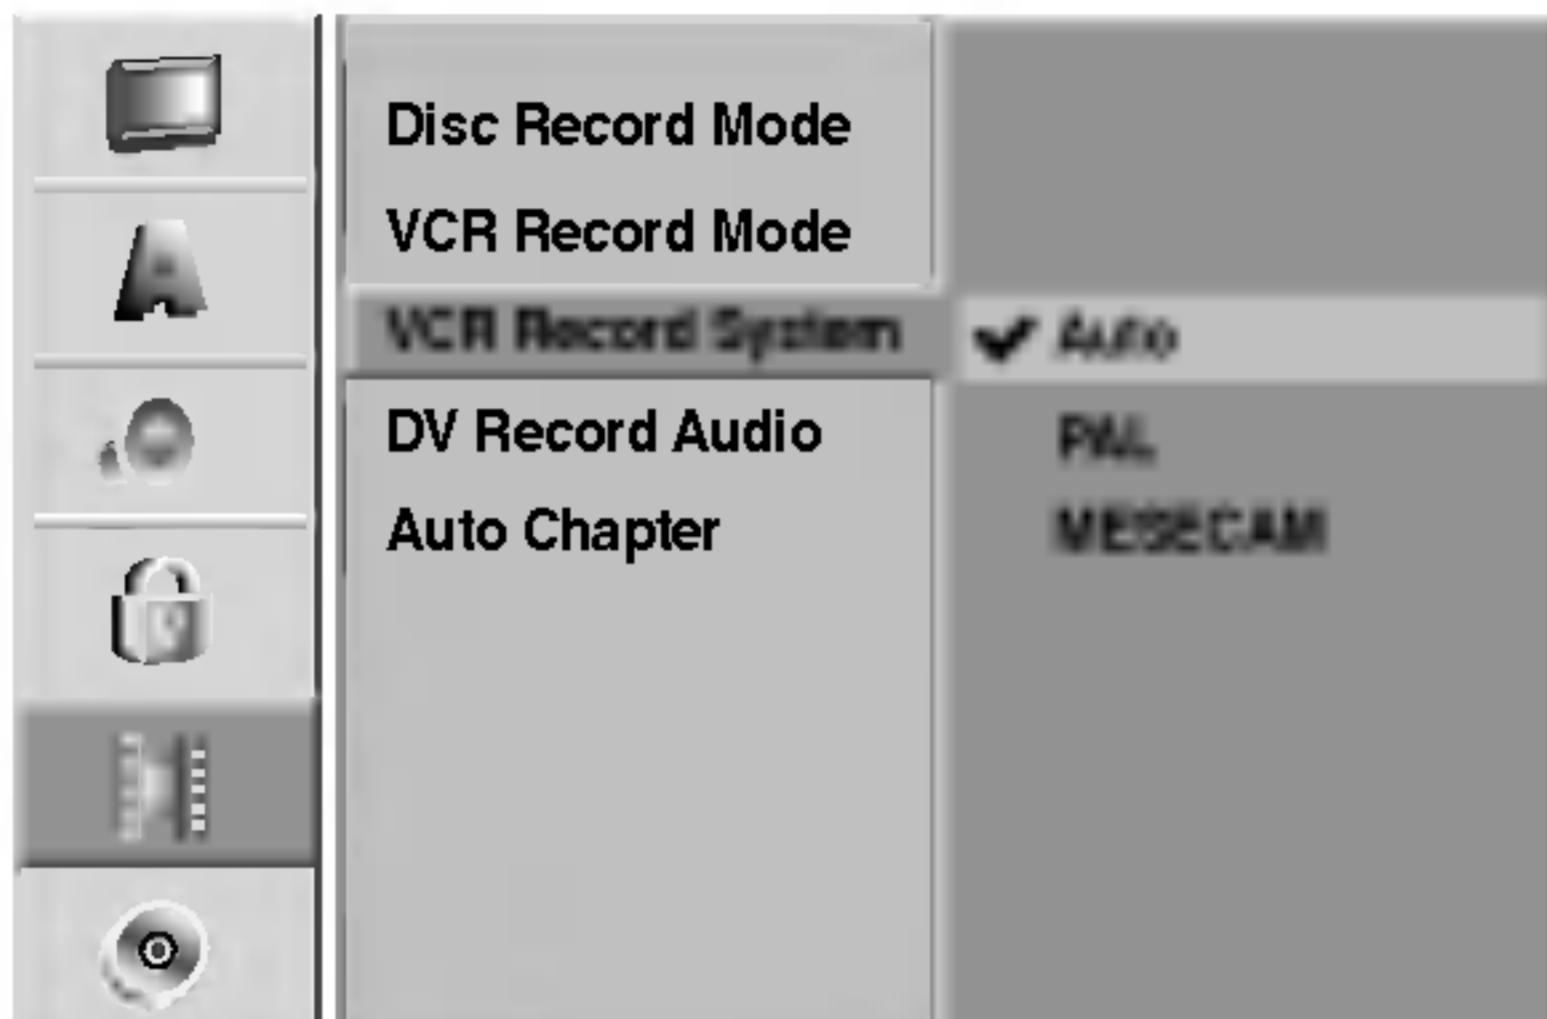 Disc Record Mode
VCR Record Mode
VCR Record System
Auto
DV Record Audio
PAL
Auto Chapter
MESECAM